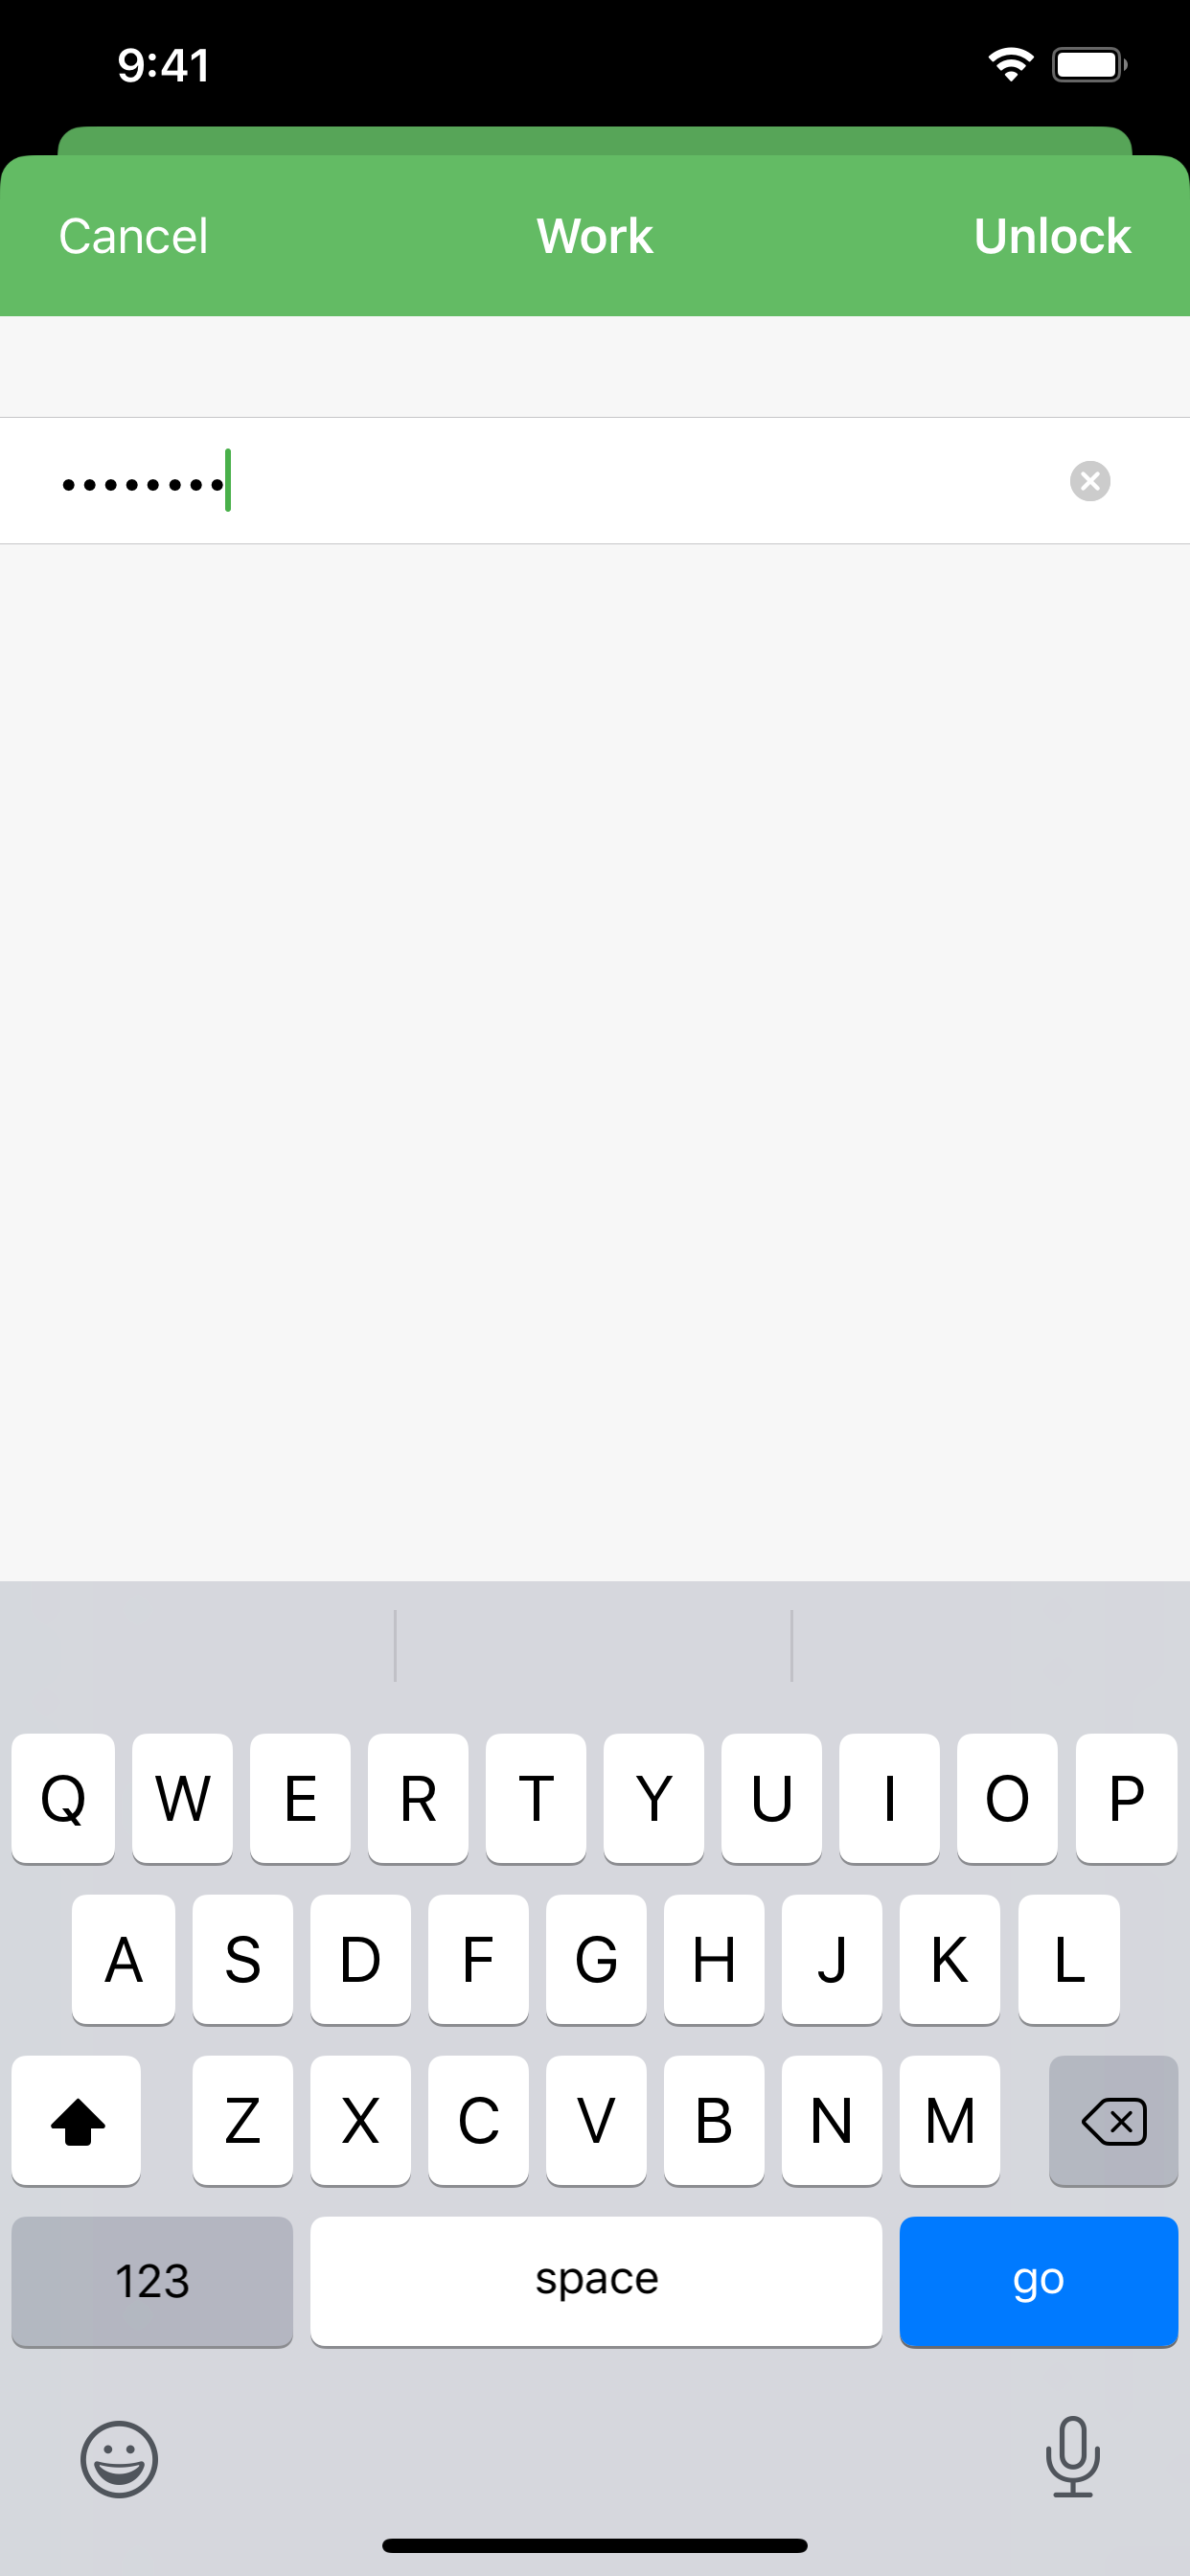 9:41
Cancel Work Unlock
••••••••
Q W E R T Y U I O P
A S D F G H J K L
Z X C V B N M
123 space go